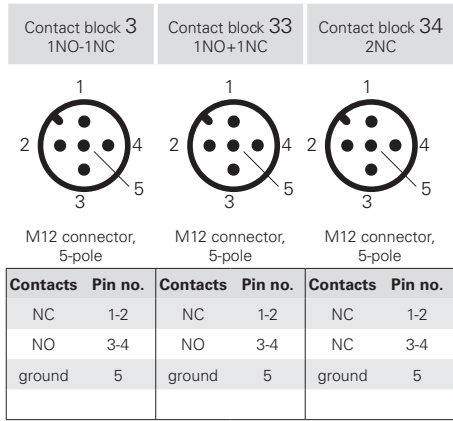 Contact block 3 Contact block 33 Contact block 34
1NO-1NC 1NO+1NC 2NC
1 1 1
2 4 2 4 2 4
5 5 5
3 3 3
M12 connector, M12 connector, M12 connector,
5-pole 5-pole 5-pole
Contacts Pin no. Contacts Pin no. Contacts Pin no.
NC 1-2 NC 1-2 NC 1-2
NO 3-4 NO 3-4 NC 3-4
ground 5 ground 5 ground 5